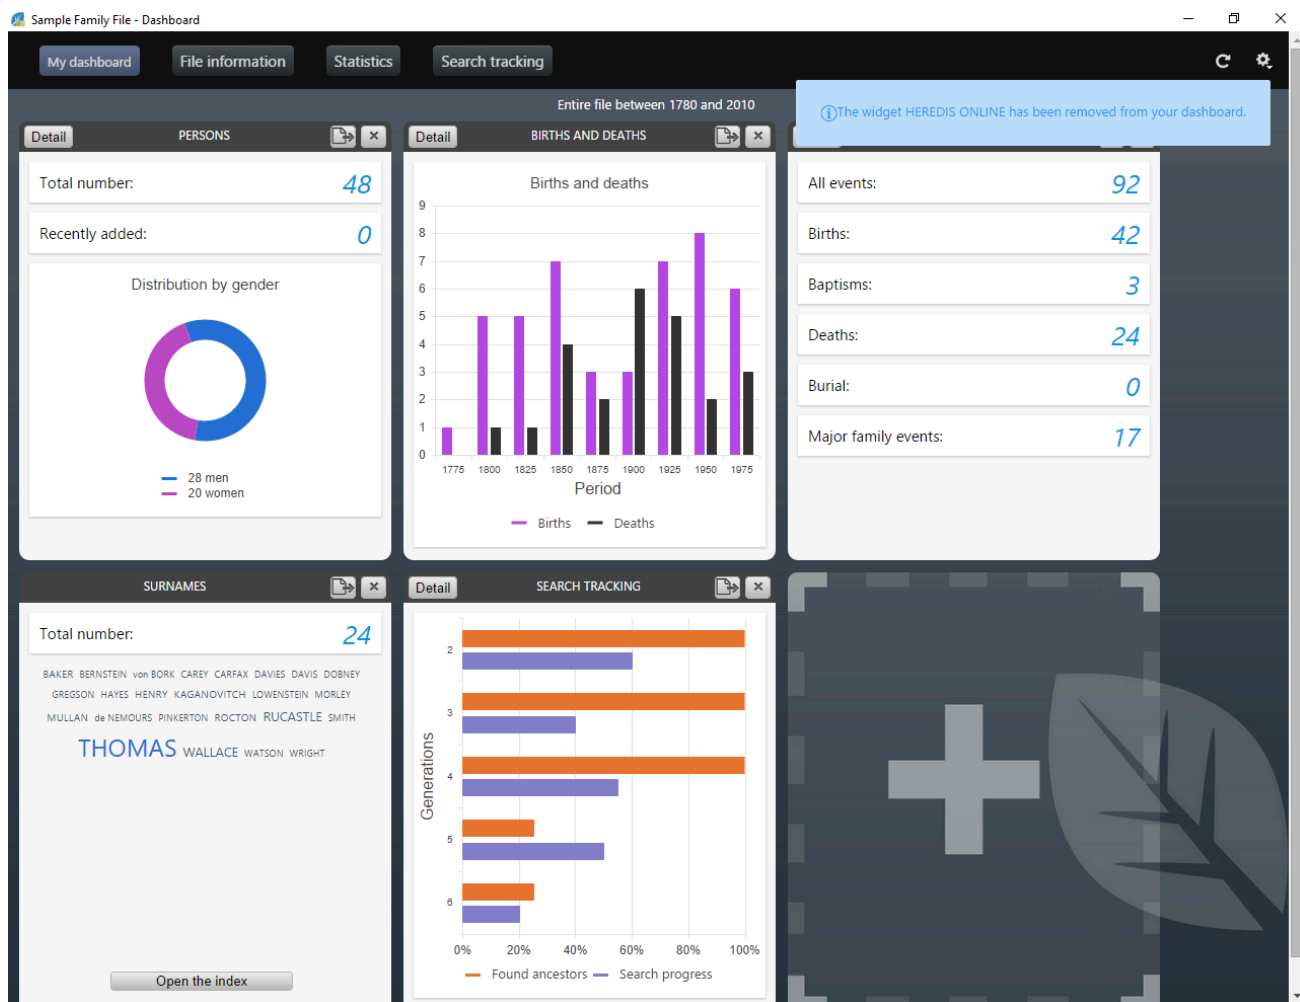 Sample Family File - Dashboard
My dashboard File information Statistics Search tracking
Entire file between 1780 and 2010
The widget HEREDIS ONLINE has been removed from your dashboard.
Detail PERSONS
Total number: 48
Recently added: 0
Distribution by gender
28 men
20 women
Detail BIRTHS AND DEATHS
Births and deaths
9
8
7
6
5
4
3
2
1
0
1775 1800 1825 1850 1875 1900 1925 1950 1975
Period
Births Deaths
All events: 92
Births: 42
Baptisms: 3
Deaths: 24
Burial: 0
Major family events: 17
SURNAMES
Total number: 24
BAKER BERNSTEIN von BORK CAREY CARFAX DAVIES DAVIS DOBNEY
GREGSON HAYES HENRY KAGANOVITCH LOWENSTEIN MORLEY
MULLAN de NEMOURS PINKERTON ROCTON RUCASTLE SMITH
THOMAS WALLACE WATSON WRIGHT
Open the index
Detail SEARCH TRACKING
Generations
2
3
4
5
6
0% 20% 40% 60% 80% 100%
Found ancestors Search progress